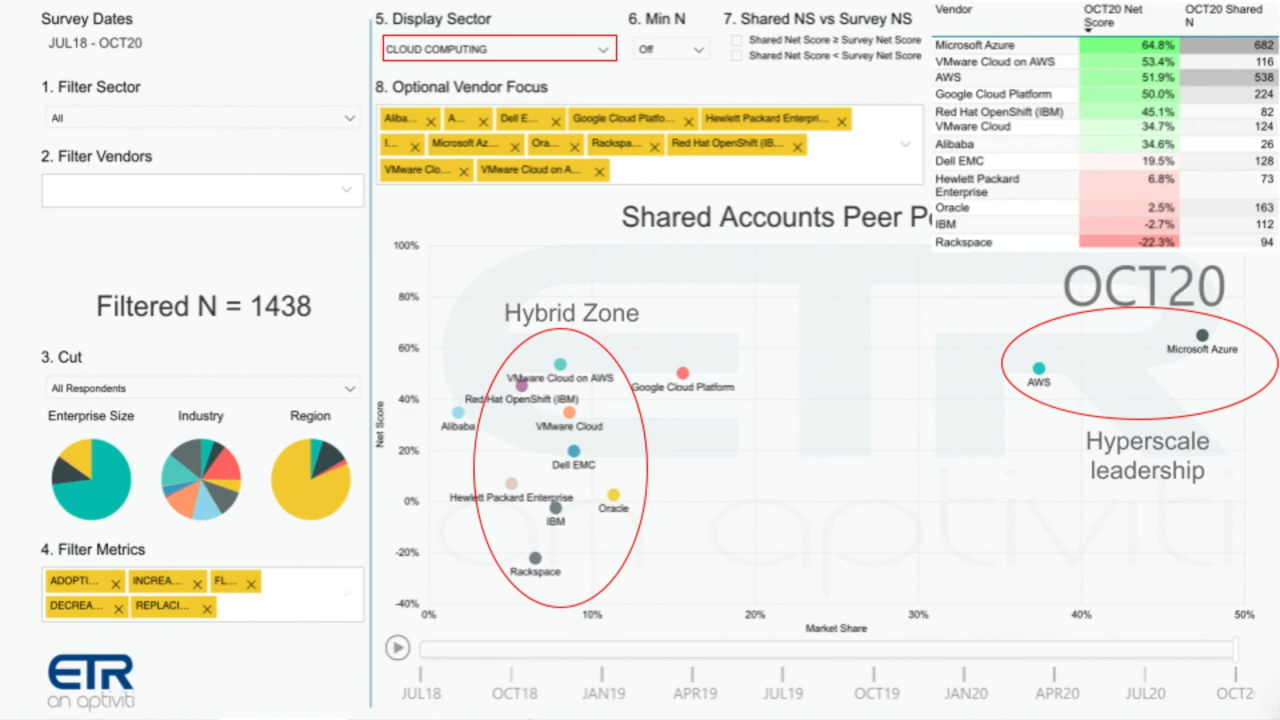 Survey Dates
JUL18 - OCT20
1. Filter Sector
All
2. Filter Vendors
Filtered N = 1438
3. Cut
All Respondents
Enterprise Size Industry Region
4. Filter Metrics
ADOPTI... INCREA... FL...
DECREA... REPLACI...
ETR
an aptiviti
5. Display Sector
CLOUD COMPUTING
6. Min N
Off
7. Shared NS vs Survey NS
Shared Net Score ≥ Survey Net Score
Shared Net Score < Survey Net Score
8. Optional Vendor Focus
Aliba... A... Dell E... Google Cloud Platfo... Hewlett Packard Enterpri...
I... Microsoft Az... Ora... Rackspa... Red Hat OpenShift (IB...
VMware Clo... VMware Cloud on A...
Vendor OCT20 Net Score OCT20 Shared N
Microsoft Azure 64.8% 682
VMware Cloud on AWS 53.4% 116
AWS 51.9% 538
Google Cloud Platform 50.0% 224
Red Hat OpenShift (IBM) 45.1% 82
VMware Cloud 34.7% 124
Alibaba 34.6% 26
Dell EMC 19.5% 128
Hewlett Packard Enterprise 6.8% 73
Oracle 2.5% 163
IBM -2.7% 112
Rackspace -22.3% 94
Shared Accounts Peer P
OCT20
Hybrid Zone
Hyperscale
leadership
Microsoft Azure
AWS
VMware Cloud on AWS
Google Cloud Platform
Red Hat OpenShift (IBM)
Alibaba
VMware Cloud
Dell EMC
Hewlett Packard Enterprise
Oracle
IBM
Rackspace
ETR
an aptiviti
Net Score
100%
80%
60%
40%
20%
0%
-20%
-40%
0% 10% 20% 30% 40% 50%
Market Share
JUL18 OCT18 JAN19 APR19 JUL19 OCT19 JAN20 APR20 JUL20 OCT2